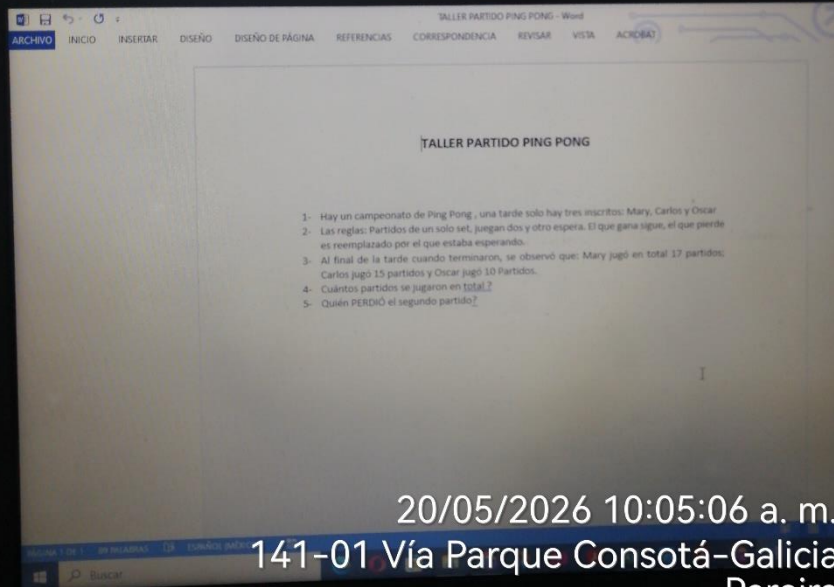 TALLER PARTIDO PING PONG - Word
ARCHIVO INICIO INSERTAR DISEÑO DISEÑO DE PÁGINA REFERENCIAS CORRESPONDENCIA REVISAR VISTA ACROBAT
TALLER PARTIDO PING PONG
1- Hay un campeonato de Ping Pong , una tarde solo hay tres inscritos: Mary, Carlos y Oscar
2- Las reglas: Partidos de un solo set, juegan dos y otro espera. El que gana sigue, el que pierde
es reemplazado por el que estaba esperando.
3- Al final de la tarde cuando terminaron, se observó que: Mary jugó en total 17 partidos;
Carlos jugó 15 partidos y Oscar jugó 10 Partidos.
4- Cuántos partidos se jugaron en total ?
5- Quién PERDIÓ el segundo partido?
20/05/2026 10:05:06 a. m.
PÁGINA 1 DE 1 PALABRAS ESPAÑOL
141-01 Vía Parque Consotá-Galicia
Buscar